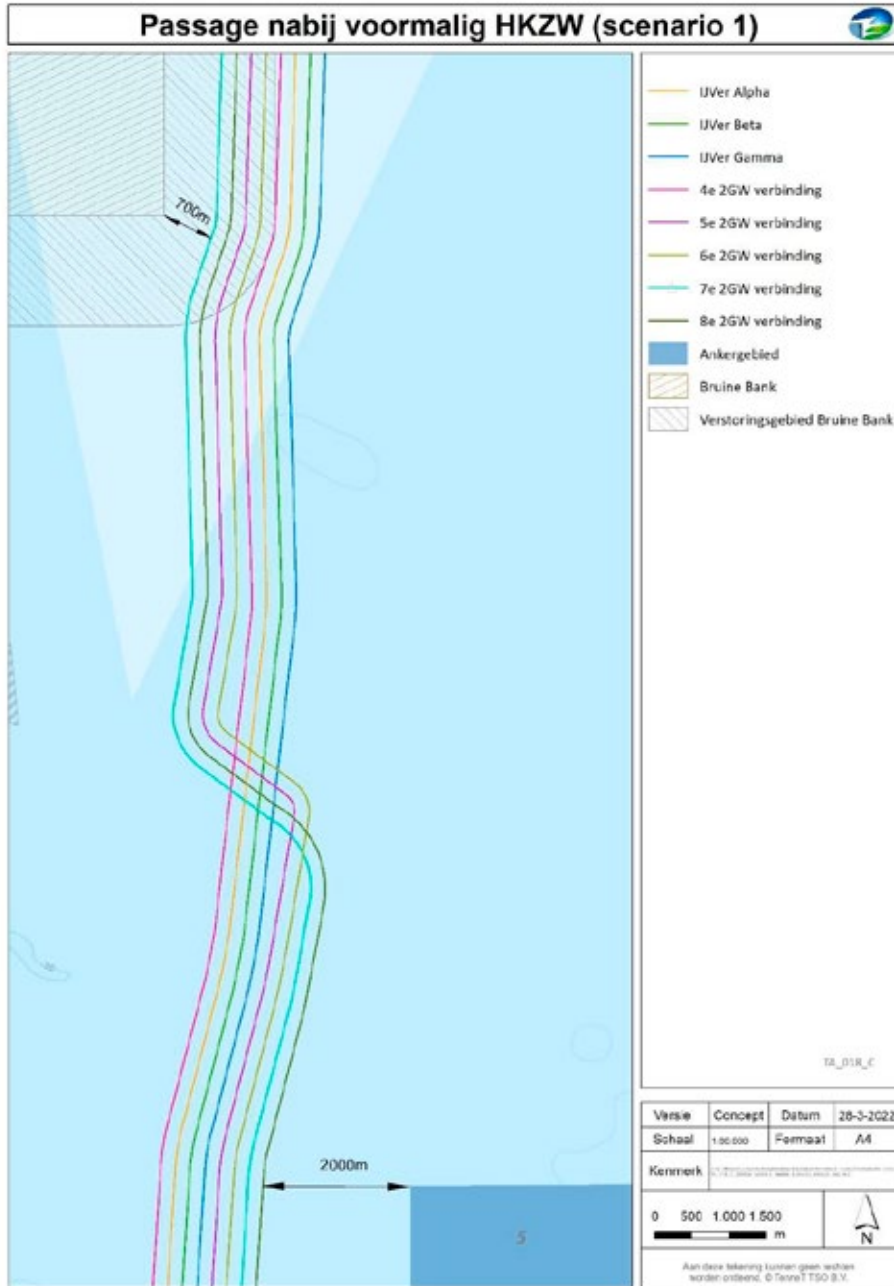 Passage nabij voormalig HKZW (scenario 1)
700m
IJVer Alpha
IJVer Beta
IJVer Gamma
4e 2GW verbinding
5e 2GW verbinding
6e 2GW verbinding
7e 2GW verbinding
8e 2GW verbinding
Ankergebied
Bruine Bank
Verstoringsgebied Bruine Bank
2000m
5
TA_018_C
Versie Concept Datum 28-3-2022
Schaal Formaat A4
Kenmerk
0 500 1.000 1.500
m
N
Aan deze tekening kunnen geen rechten
worden ontleend. © TenneT TSO B.V.